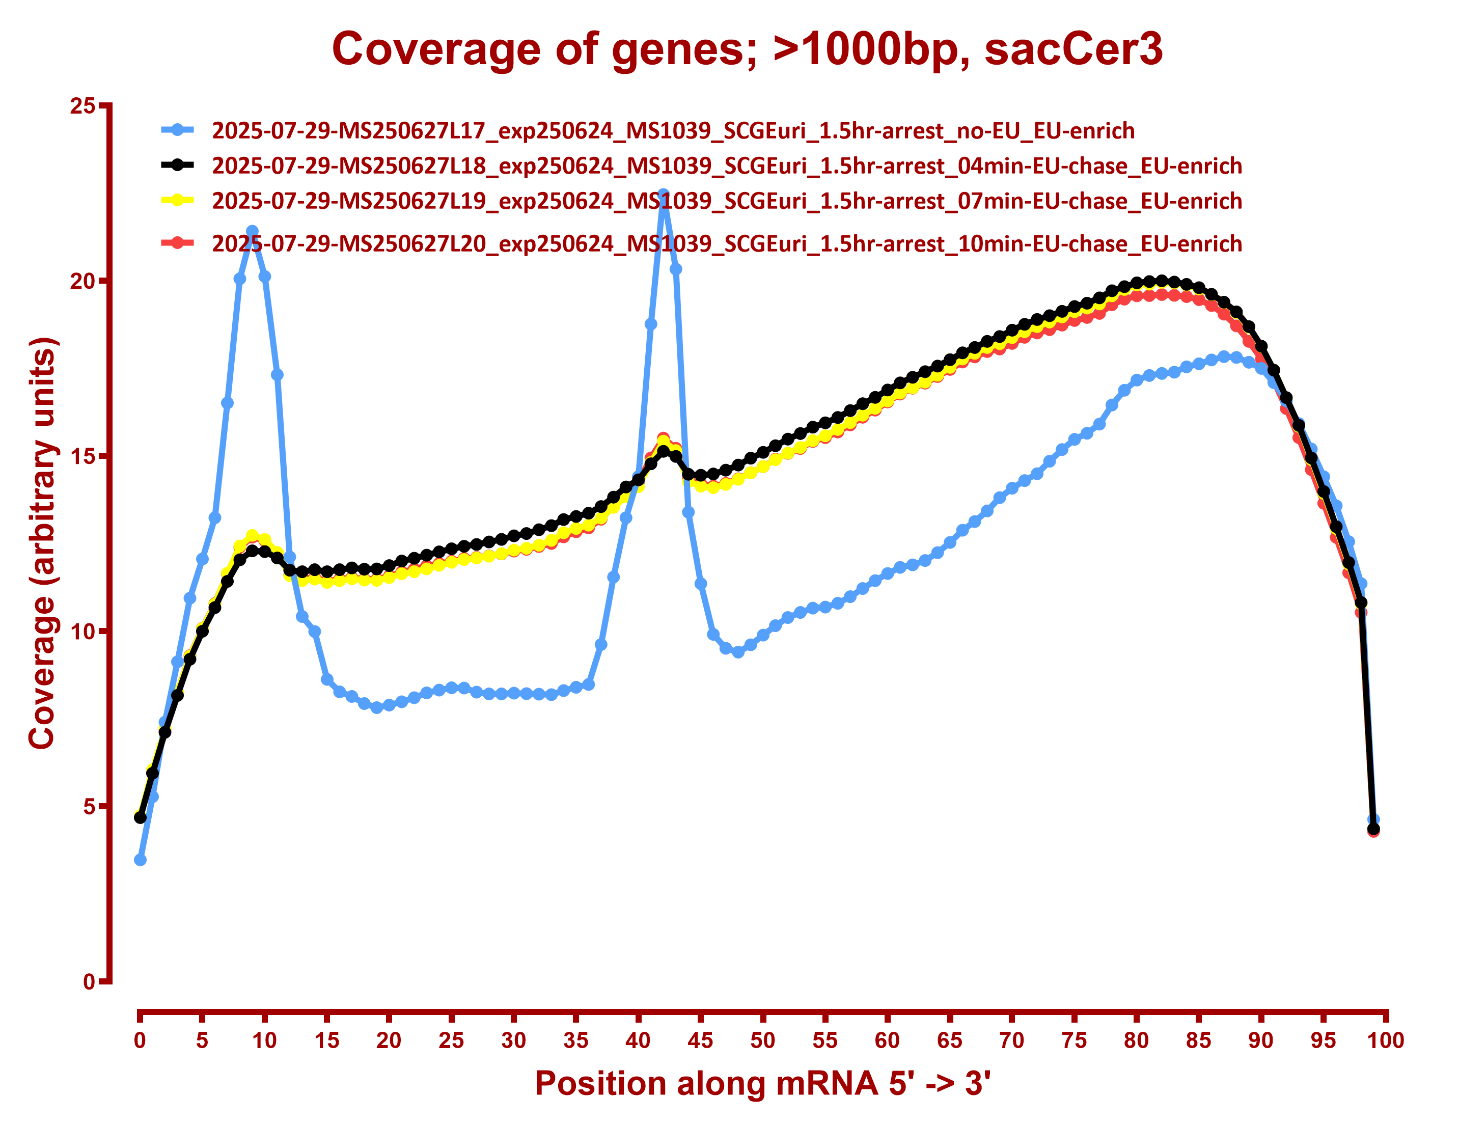 Coverage of genes; >1000bp, sacCer3
25
2025-07-29-MS250627L17_exp250624_MS1039_SCGEuri_1.5hr-arrest_no-EU_EU-enrich
2025-07-29-MS250627L18_exp250624_MS1039_SCGEuri_1.5hr-arrest_04min-EU-chase_EU-enrich
2025-07-29-MS250627L19_exp250624_MS1039_SCGEuri_1.5hr-arrest_07min-EU-chase_EU-enrich
2025-07-29-MS250627L20_exp250624_MS1039_SCGEuri_1.5hr-arrest_10min-EU-chase_EU-enrich
20
15
10
5
0
Coverage (arbitrary units)
0 5 10 15 20 25 30 35 40 45 50 55 60 65 70 75 80 85 90 95 100
Position along mRNA 5' -> 3'